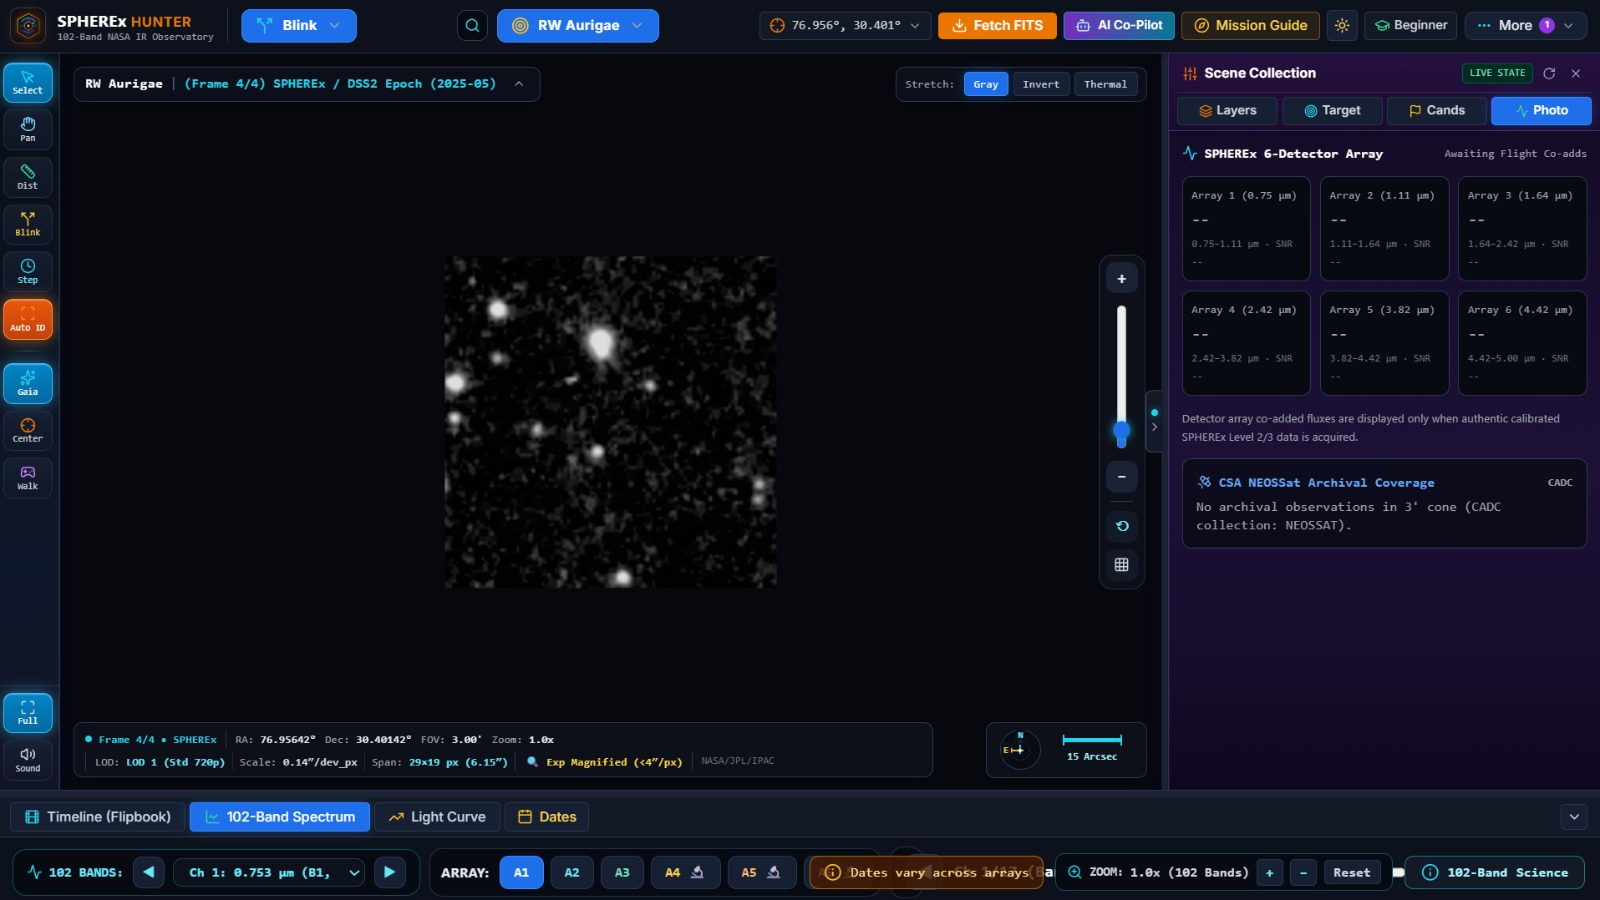 SPHEREx HUNTER
102-Band NASA IR Observatory
Blink
RW Aurigae
76.956°, 30.401°
Fetch FITS
AI Co-Pilot
Mission Guide
Beginner
More 1
Select
Pan
Dist
Blink
Step
Auto ID
Gaia
Center
Walk
Full
Sound
RW Aurigae | (Frame 4/4) SPHEREx / DSS2 Epoch (2025-05)
Stretch: Gray Invert Thermal
Frame 4/4 • SPHEREx RA: 76.95642° Dec: 30.40142° FOV: 3.00' Zoom: 1.0x
LOD: LOD 1 (Std 720p) Scale: 0.14″/dev_px Span: 29×19 px (6.15″) Exp Magnified (<4″/px) NASA/JPL/IPAC
N
E
15 Arcsec
Scene Collection
LIVE STATE
Layers
Target
Cands
Photo
SPHEREx 6-Detector Array
Awaiting Flight Co-adds
Array 1 (0.75 μm)
--
0.75–1.11 μm · SNR
--
Array 2 (1.11 μm)
--
1.11–1.64 μm · SNR
--
Array 3 (1.64 μm)
--
1.64–2.42 μm · SNR
--
Array 4 (2.42 μm)
--
2.42–3.82 μm · SNR
--
Array 5 (3.82 μm)
--
3.82–4.42 μm · SNR
--
Array 6 (4.42 μm)
--
4.42–5.00 μm · SNR
--
Detector array co-added fluxes are displayed only when authentic calibrated
SPHEREx Level 2/3 data is acquired.
CSA NEOSSat Archival Coverage
CADC
No archival observations in 3' cone (CADC
collection: NEOSSAT).
Timeline (Flipbook)
102-Band Spectrum
Light Curve
Dates
102 BANDS:
Ch 1: 0.753 μm (B1,
ARRAY: A1 A2 A3 A4 A5
Dates vary across arrays
ZOOM: 1.0x (102 Bands) + − Reset
102-Band Science